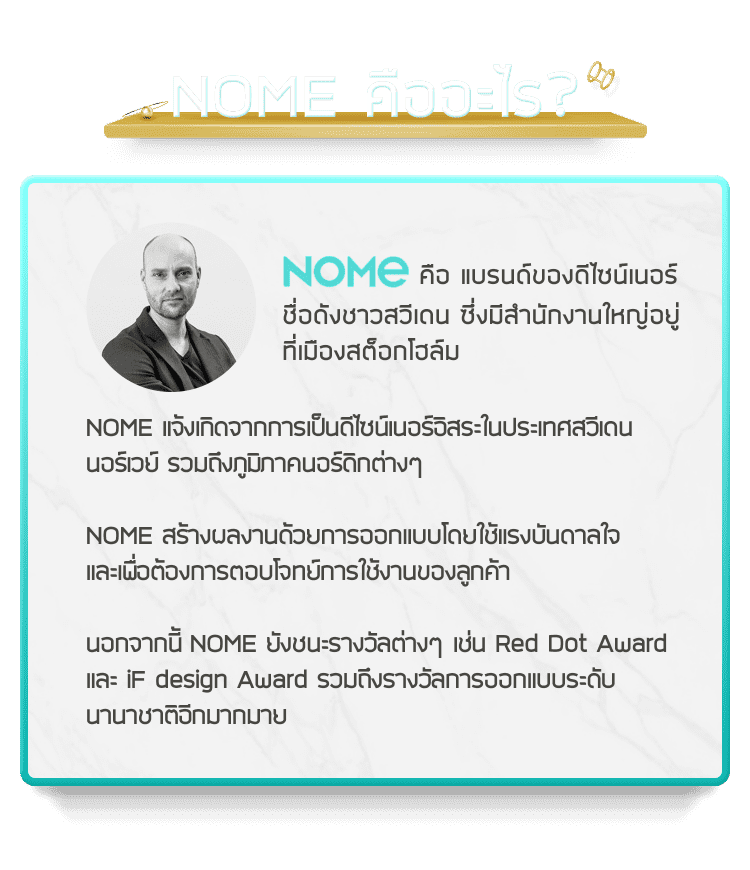 NOME คืออะไร?
NOMe คือ แบรนด์ของดีไซน์เนอร์
ชื่อดังชาวสวีเดน ซึ่งมีสำนักงานใหญ่อยู่
ที่เมืองสต็อกโฮล์ม
NOME แจ้งเกิดจากการเป็นดีไซน์เนอร์อิสระในประเทศสวีเดน
นอร์เวย์ รวมถึงภูมิภาคนอร์ดิกต่างๆ
NOME สร้างผลงานด้วยการออกแบบโดยใช้แรงบันดาลใจ
และเพื่อต้องการตอบโจทย์การใช้งานของลูกค้า
นอกจากนี้ NOME ยังชนะรางวัลต่างๆ เช่น Red Dot Award
และ iF design Award รวมถึงรางวัลการออกแบบระดับ
นานาชาติอีกมากมาย